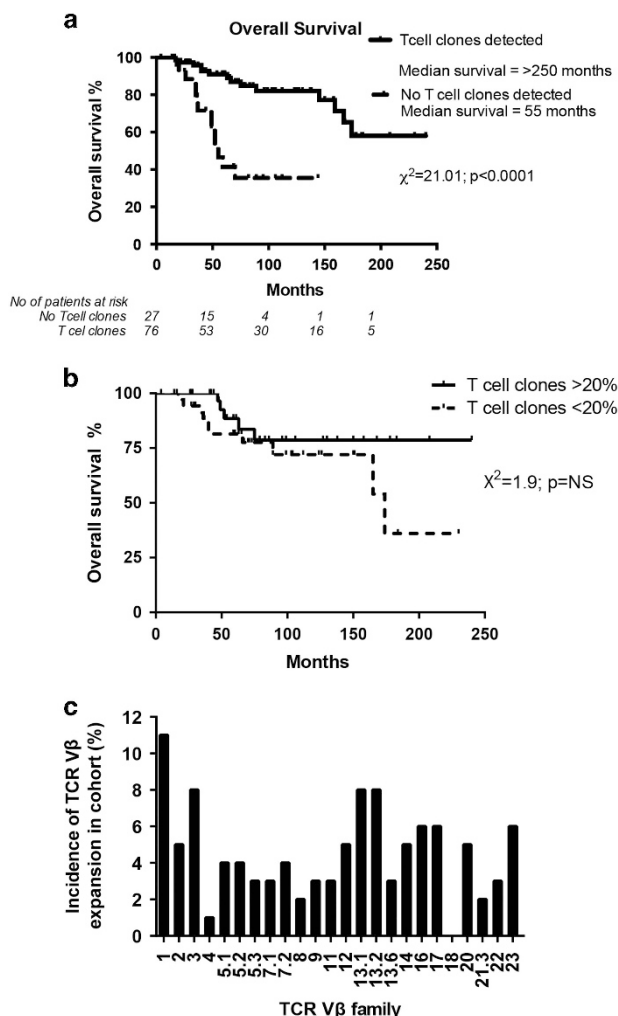 a
Overall Survival
Tcell clones detected
Median survival = >250 months
No T cell clones detected
Median survival = 55 months
χ²=21.01; p<0.0001
Overall survival %
100
80
60
40
20
0
0 50 100 150 200 250
Months
No of patients at risk
No Tcell clones 27 15 4 1 1
T cel clones 76 53 30 16 5
b
T cell clones >20%
T cell clones <20%
X²=1.9; p=NS
Overall survival %
100
75
50
25
0
0 50 100 150 200 250
Months
c
Incidence of TCR Vβ
expansion in cohort (%)
12
10
8
6
4
2
0
1 2 3 4 5.1 5.2 5.3 7.1 7.2 8 9 11 12 13.1 13.2 13.6 14 16 17 18 20 21.3 22 23
TCR Vβ family